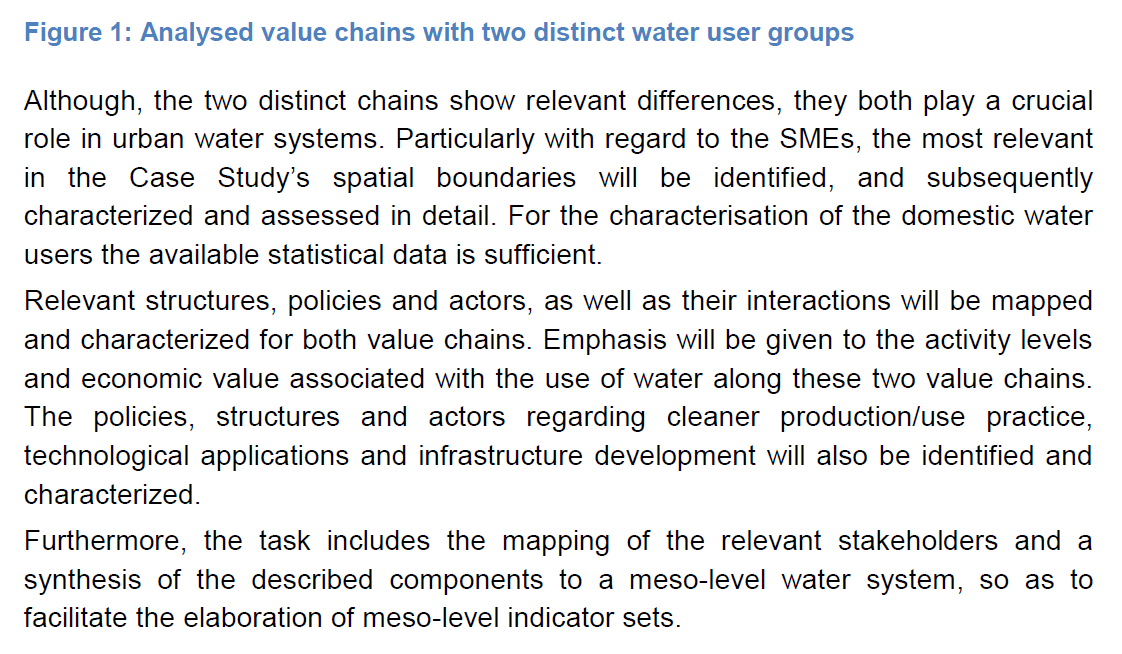 Figure 1: Analysed value chains with two distinct water user groups
Although, the two distinct chains show relevant differences, they both play a crucial
role in urban water systems. Particularly with regard to the SMEs, the most relevant
in the Case Study's spatial boundaries will be identified, and subsequently
characterized and assessed in detail. For the characterisation of the domestic water
users the available statistical data is sufficient.
Relevant structures, policies and actors, as well as their interactions will be mapped
and characterized for both value chains. Emphasis will be given to the activity levels
and economic value associated with the use of water along these two value chains.
The policies, structures and actors regarding cleaner production/use practice,
technological applications and infrastructure development will also be identified and
characterized.
Furthermore, the task includes the mapping of the relevant stakeholders and a
synthesis of the described components to a meso-level water system, so as to
facilitate the elaboration of meso-level indicator sets.